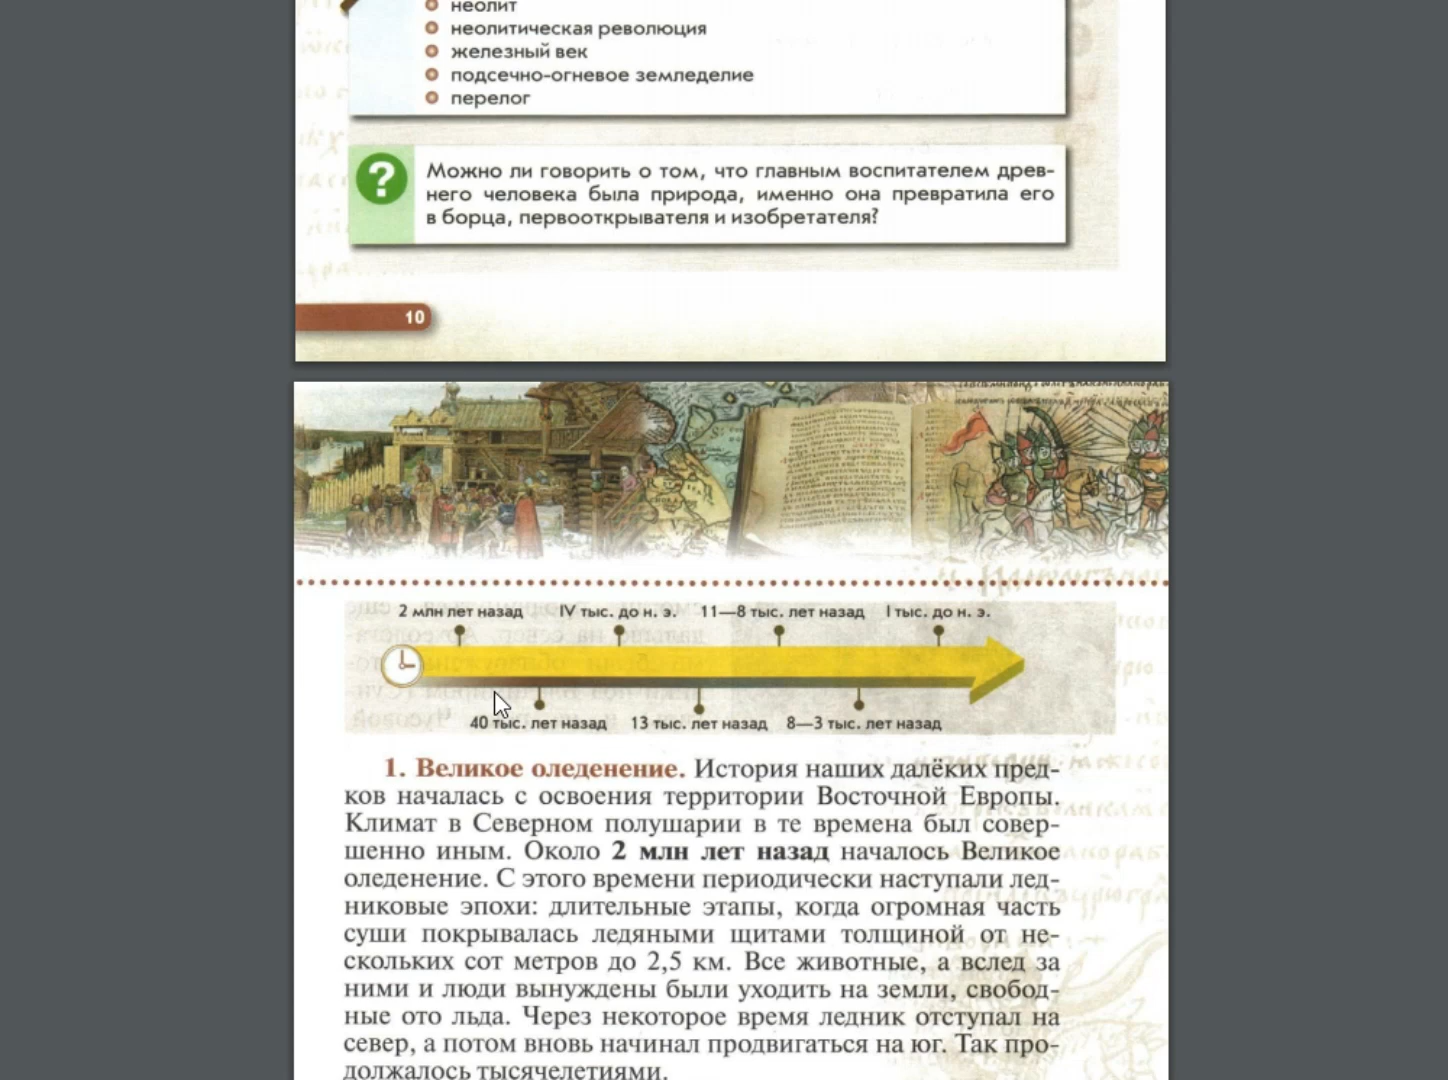 неолит
неолитическая революция
железный век
подсечно-огневое земледелие
перелог
?
Можно ли говорить о том, что главным воспитателем древ-
него человека была природа, именно она превратила его
в борца, первооткрывателя и изобретателя?
10
2 млн лет назад IV тыс. до н. э. 11—8 тыс. лет назад I тыс. до н. э.
40 тыс. лет назад 13 тыс. лет назад 8—3 тыс. лет назад
1. Великое оледенение. История наших далёких пред-
ков началась с освоения территории Восточной Европы.
Климат в Северном полушарии в те времена был совер-
шенно иным. Около 2 млн лет назад началось Великое
оледенение. С этого времени периодически наступали лед-
никовые эпохи: длительные этапы, когда огромная часть
суши покрывалась ледяными щитами толщиной от не-
скольких сот метров до 2,5 км. Все животные, а вслед за
ними и люди вынуждены были уходить на земли, свобод-
ные ото льда. Через некоторое время ледник отступал на
север, а потом вновь начинал продвигаться на юг. Так про-
должалось тысячелетиями.